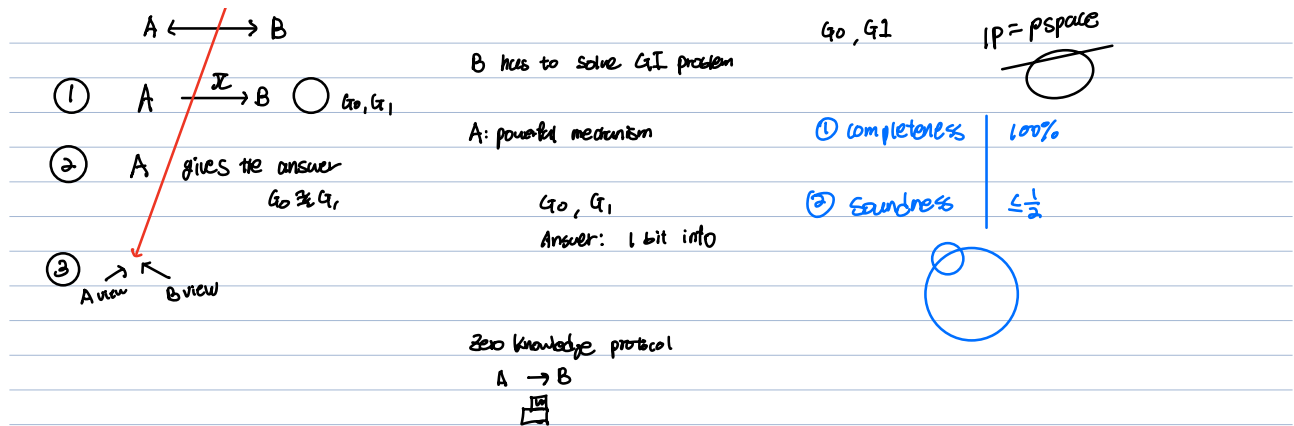 A ↔ B
① A →π B G0, G1
② A gives the answer
G0 ≇ G1
③
A view B view
B has to solve GI problem
A: powerful mechanism
G0, G1
Answer: 1 bit info
Zero knowledge protocol
A → B
G0, GI
IP = PSPACE
① completeness 100%
② soundness ≤ 1/2